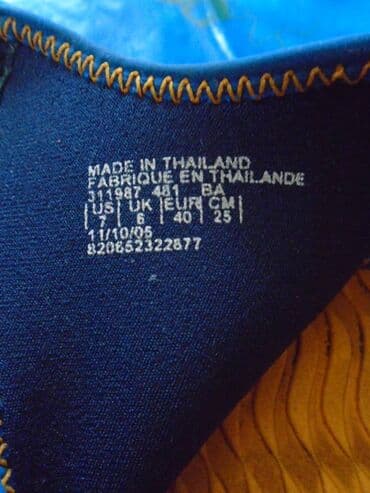 MADE IN THAILAND
FABRIQUE EN THAILANDE
311987 481 BA
US UK EUR CM
7 6 40 25
11/10/05
820652322877